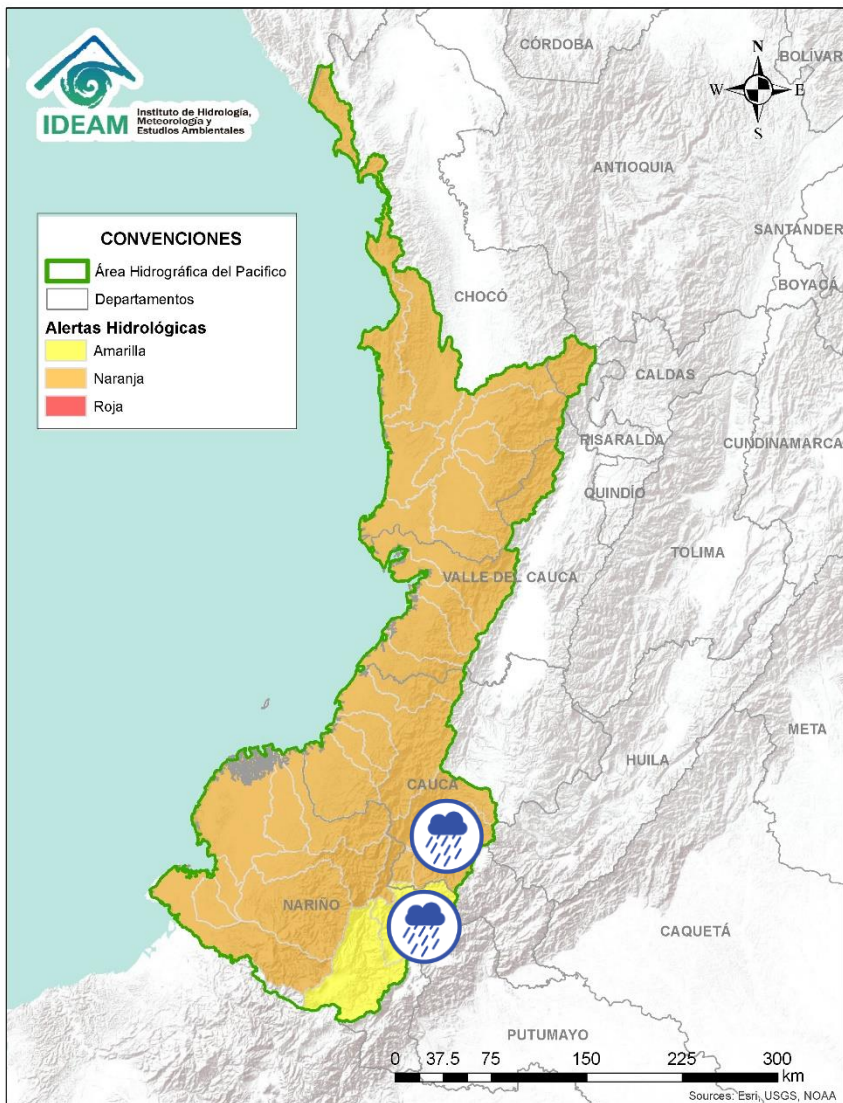 IDEAM
Instituto de Hidrología,
Meteorología y
Estudios Ambientales
CÓRDOBA
BOLÍVAR
N
W
E
S
ANTIOQUIA
SANTANDER
BOYACÁ
CONVENCIONES
Área Hidrográfica del Pacifico
Departamentos
Alertas Hidrológicas
Amarilla
Naranja
Roja
CHOCÓ
CALDAS
RISARALDA
CUNDINAMARCA
QUINDÍO
TOLIMA
VALLE DEL CAUCA
META
HUILA
CAUCA
NARIÑO
CAQUETÁ
PUTUMAYO
0 37.5 75 150 225 300
km
Sources: Esri, USGS, NOAA